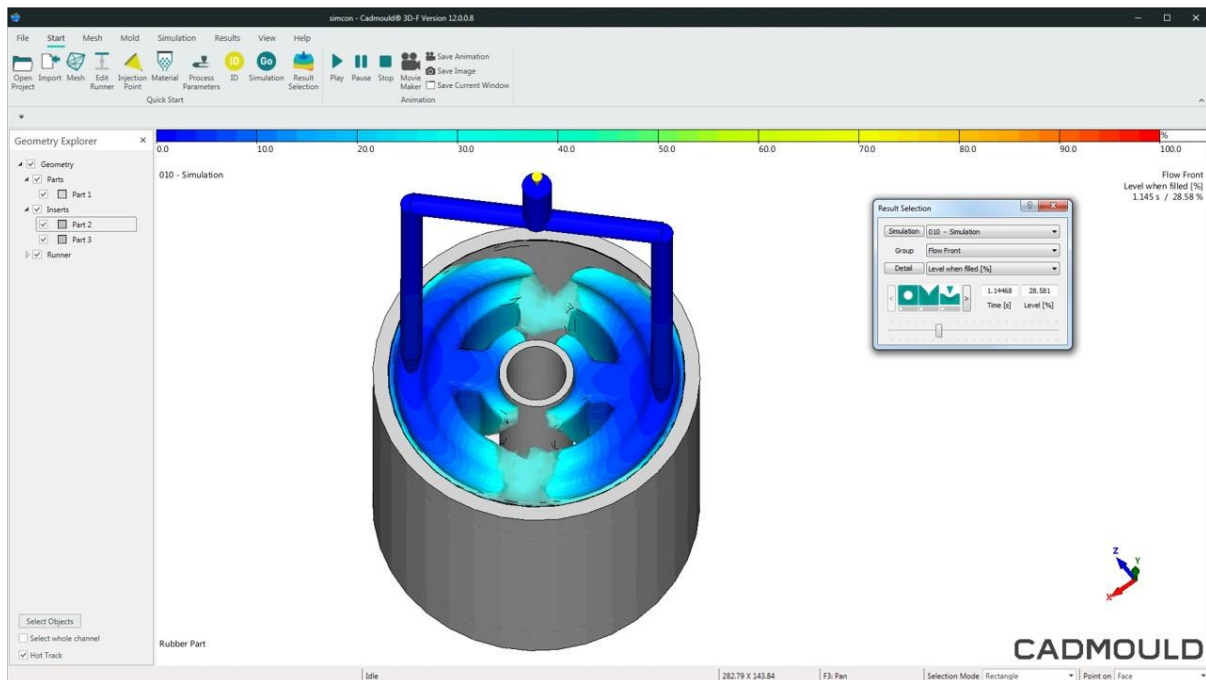 simcon - Cadmould® 3D-F Version 12.0.0.8
File Start Mesh Mold Simulation Results View Help
Open Project Import Mesh Edit Runner Injection Point Material Process Parameters ID Simulation Result Selection Play Pause Stop Movie Maker
ID Go
Save Animation
Save Image
Save Current Window
Quick Start Animation
Geometry Explorer
Geometry
Parts
Part 1
Inserts
Part 2
Part 3
Runner
%
0.0 10.0 20.0 30.0 40.0 50.0 60.0 70.0 80.0 90.0 100.0
010 - Simulation
Flow Front
Level when filled [%]
1.145 s / 28.58 %
Result Selection
Simulation 010 - Simulation
Group Flow Front
Detail Level when filled [%]
1.14468 28.581
Time [s] Level [%]
Z Y
X
Select Objects
Select whole channel
Hot Track
Rubber Part
CADMOULD
Idle 282.79 X 143.84 F3: Pan Selection Mode Rectangle Point on Face